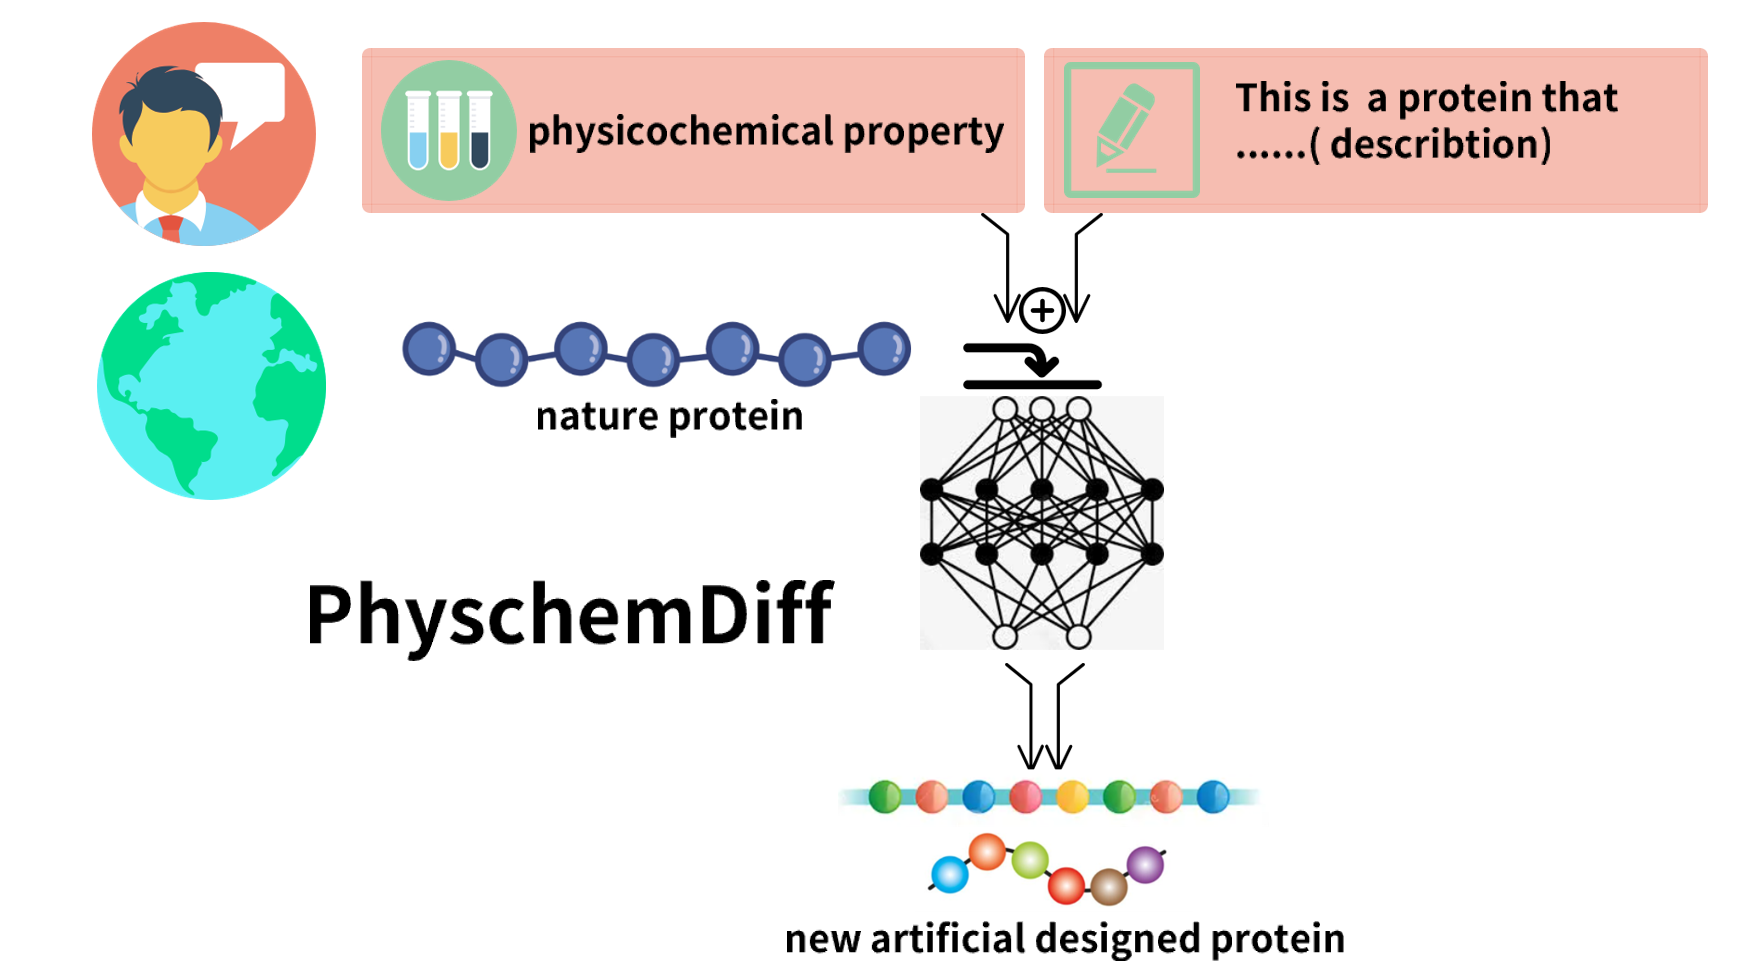 physicochemical property
This is a protein that
......( describtion)
nature protein
PhyschemDiff
new artificial designed protein